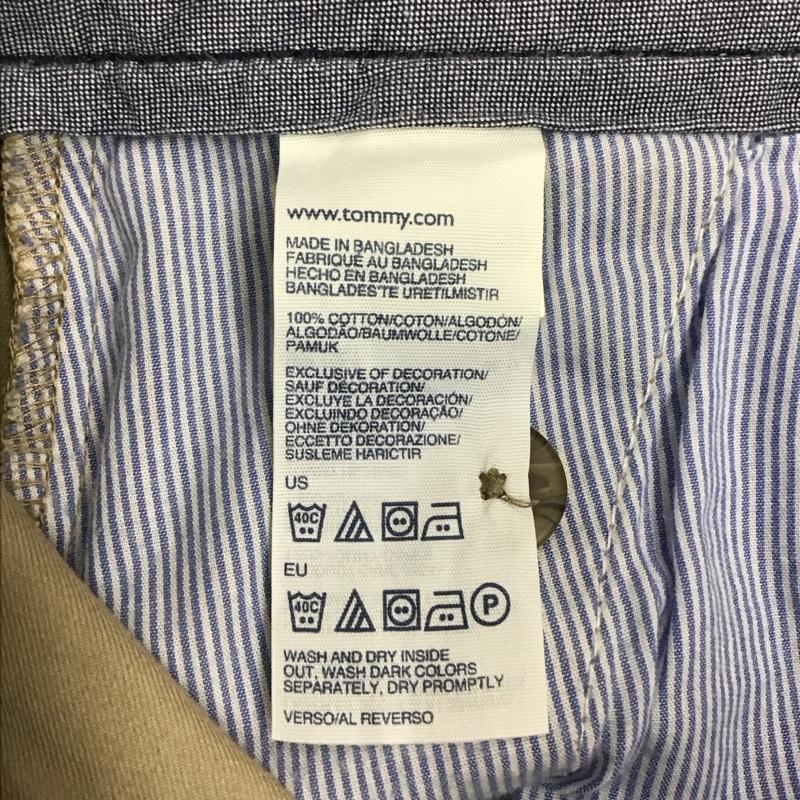 www.tommy.com
MADE IN BANGLADESH
FABRIQUÉ AU BANGLADESH
HECHO EN BANGLADESH
BANGLADES'TE URETILMISTIR
100% COTTON/COTON/ALGODÓN/
ALGODÃO/BAUMWOLLE/COTONE/
PAMUK
EXCLUSIVE OF DECORATION/
SAUF DÉCORATION/
EXCLUYE LA DECORACIÓN/
EXCLUINDO DECORAÇÃO/
OHNE DEKORATION/
ECCETTO DECORAZIONE/
SUSLEME HARICTIR
US
40C
EU
40C P
WASH AND DRY INSIDE
OUT, WASH DARK COLORS
SEPARATELY, DRY PROMPTLY
VERSO/AL REVERSO